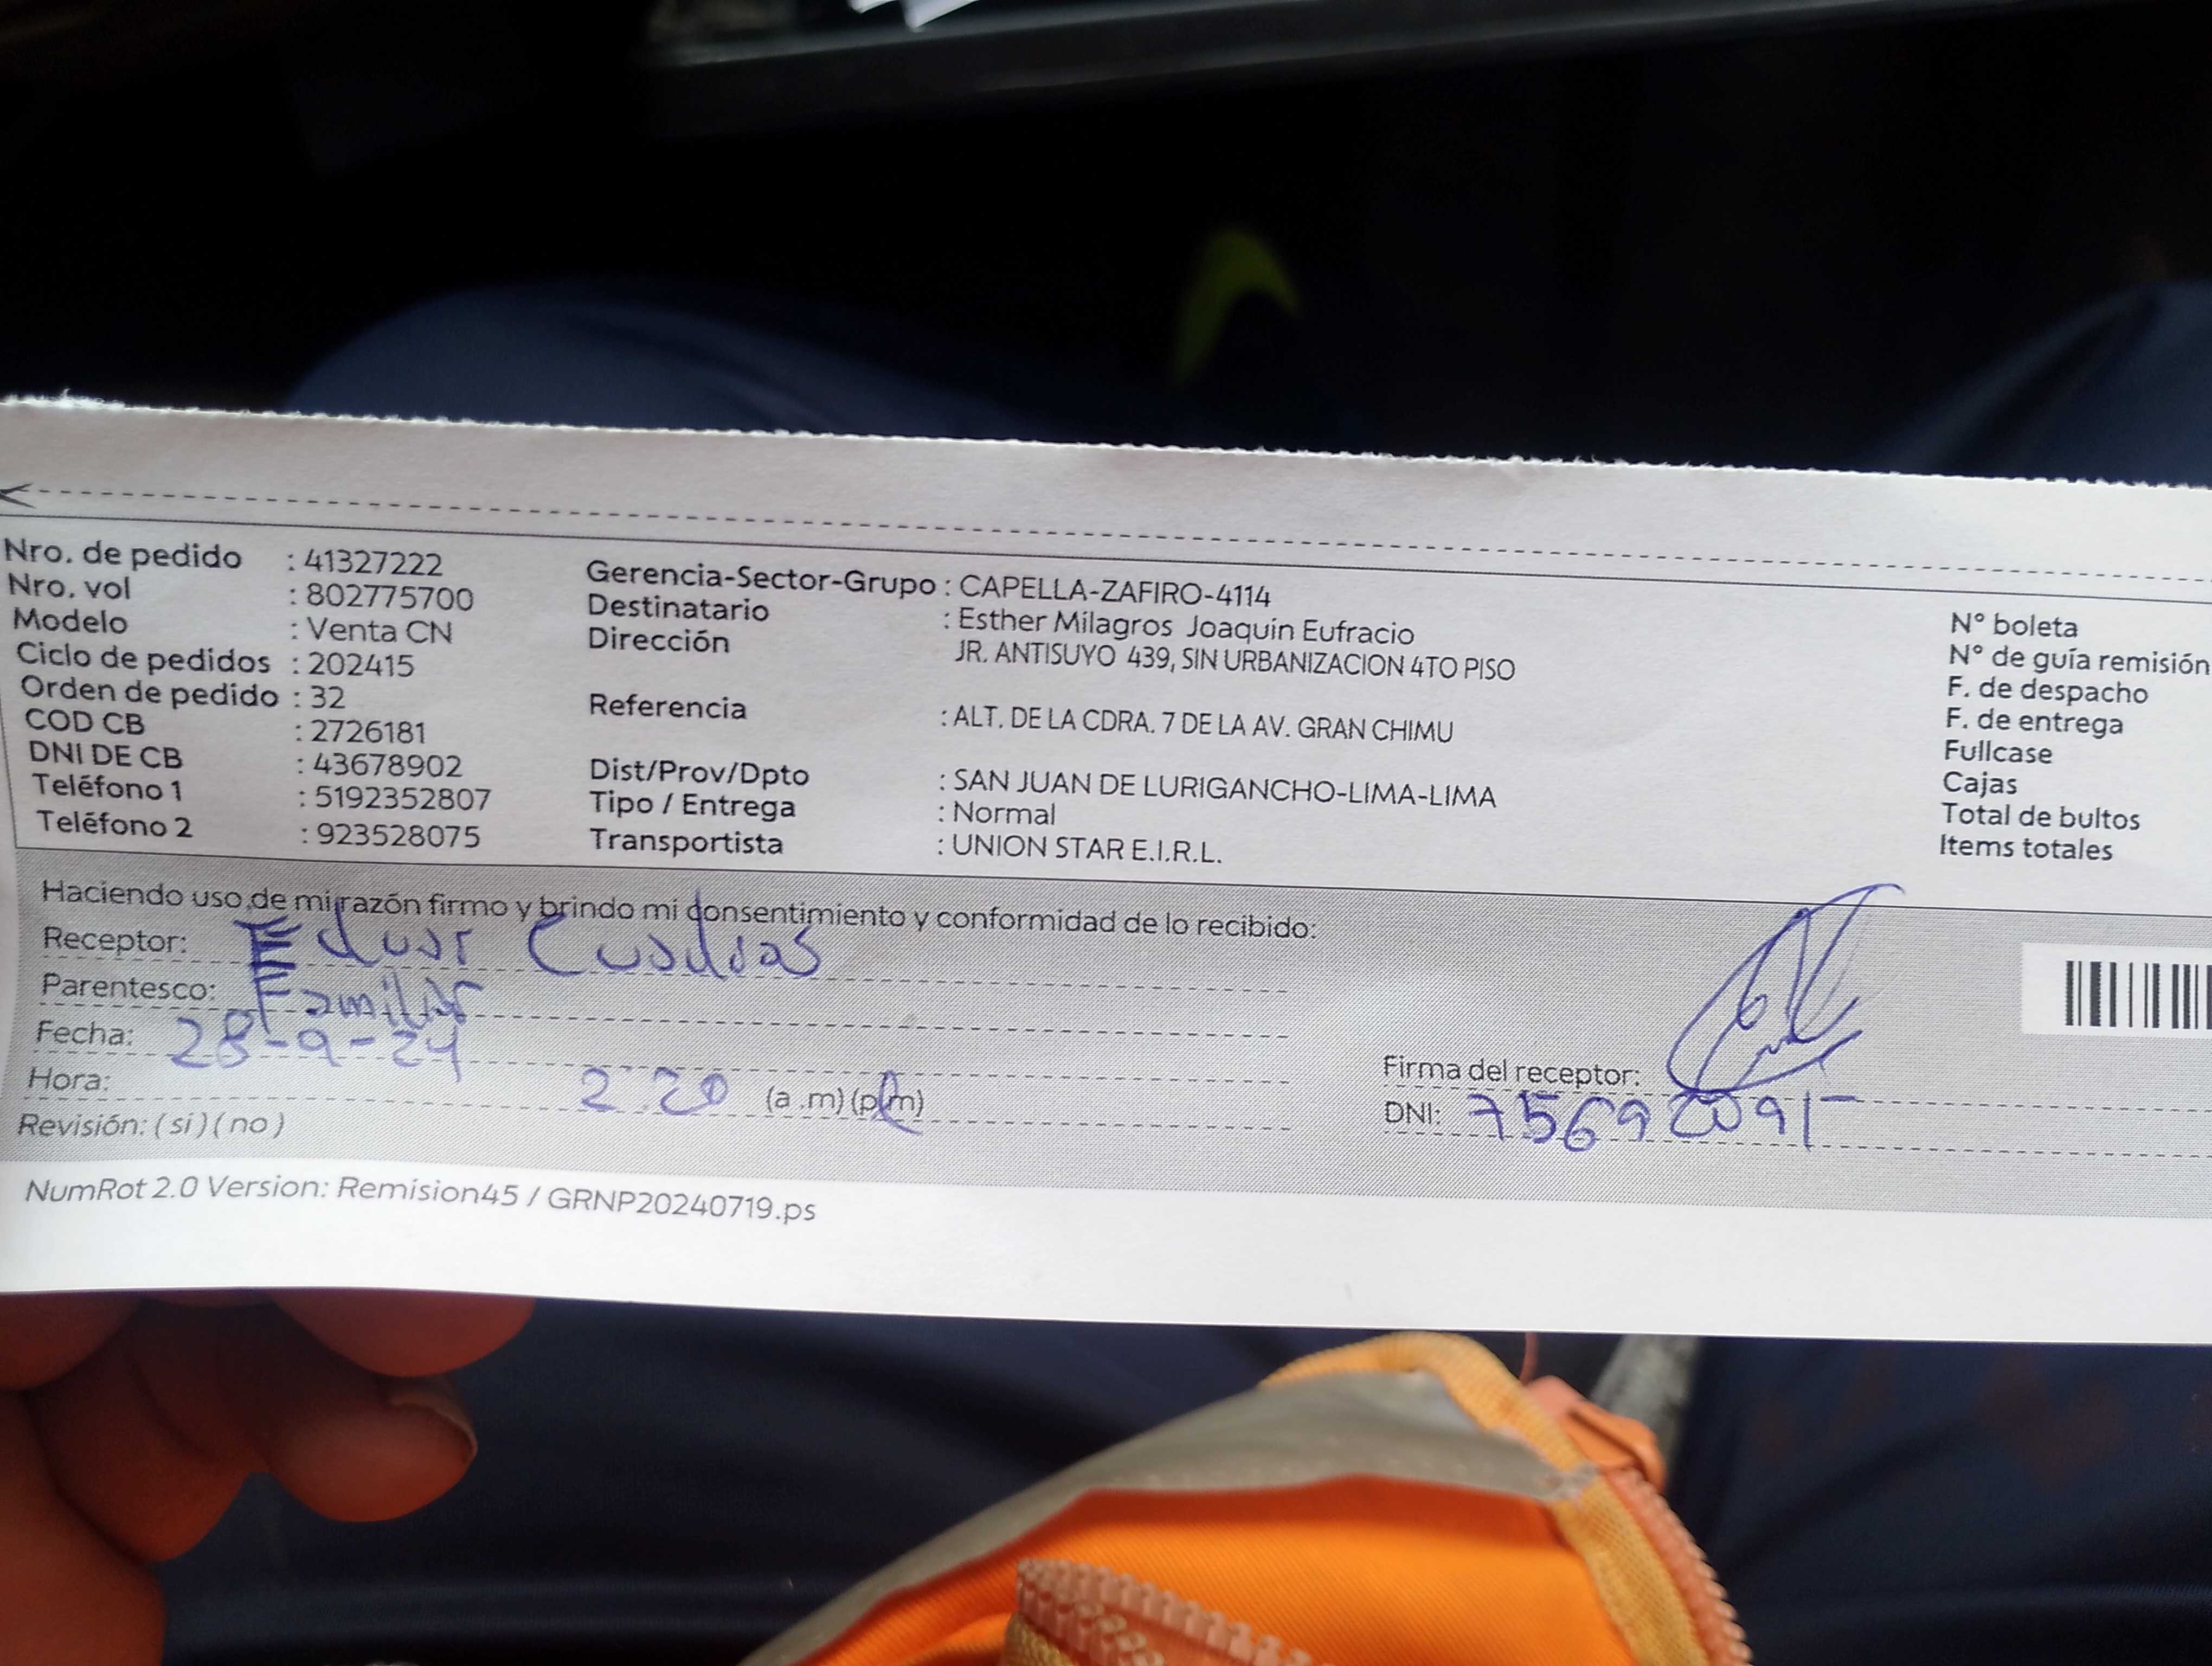 Nro. de pedido : 41327222
Nro. vol : 802775700
Modelo : Venta CN
Ciclo de pedidos : 202415
Orden de pedido : 32
COD CB : 2726181
DNI DE CB : 43678902
Teléfono 1 : 5192352807
Teléfono 2 : 923528075
Gerencia-Sector-Grupo : CAPELLA-ZAFIRO-4114
Destinatario : Esther Milagros Joaquin Eufracio
Dirección JR. ANTISUYO 439, SIN URBANIZACION 4TO PISO
Referencia : ALT. DE LA CDRA. 7 DE LA AV. GRAN CHIMU
Dist/Prov/Dpto : SAN JUAN DE LURIGANCHO-LIMA-LIMA
Tipo / Entrega : Normal
Transportista : UNION STAR E.I.R.L.
N° boleta
N° de guía remisión
F. de despacho
F. de entrega
Fullcase
Cajas
Total de bultos
Items totales
Haciendo uso de mi razón firmo y brindo mi consentimiento y conformidad de lo recibido:
Receptor:
Parentesco: Familiar
Fecha: 28-9-24
Hora: 2:20 (a .m) (p.m)
Revisión: ( si ) ( no )
Firma del receptor:
DNI:
NumRot 2.0 Version: Remision45 / GRNP20240719.ps